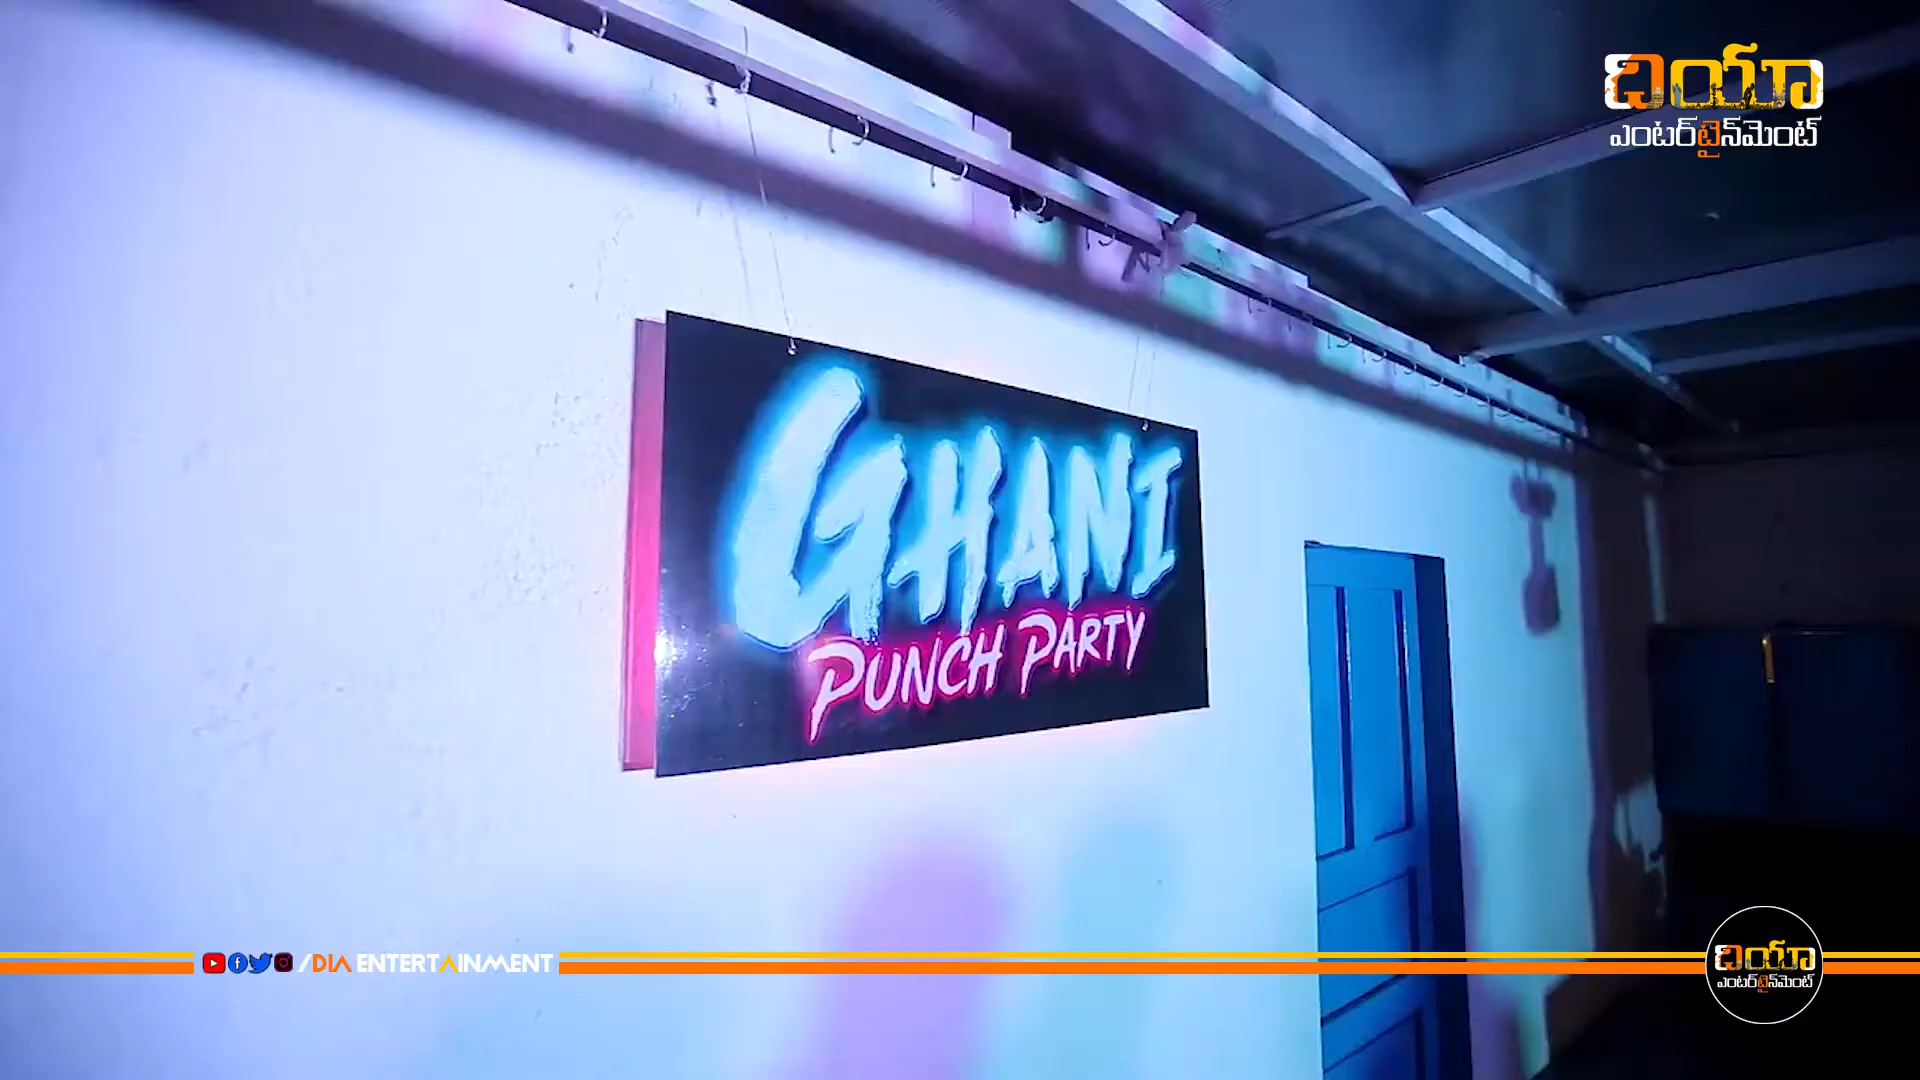 దియా
ఎంటర్‌టైన్‌మెంట్
GHANI
PUNCH PARTY
/DIA ENTERTAINMENT
దియా
ఎంటర్‌టైన్‌మెంట్